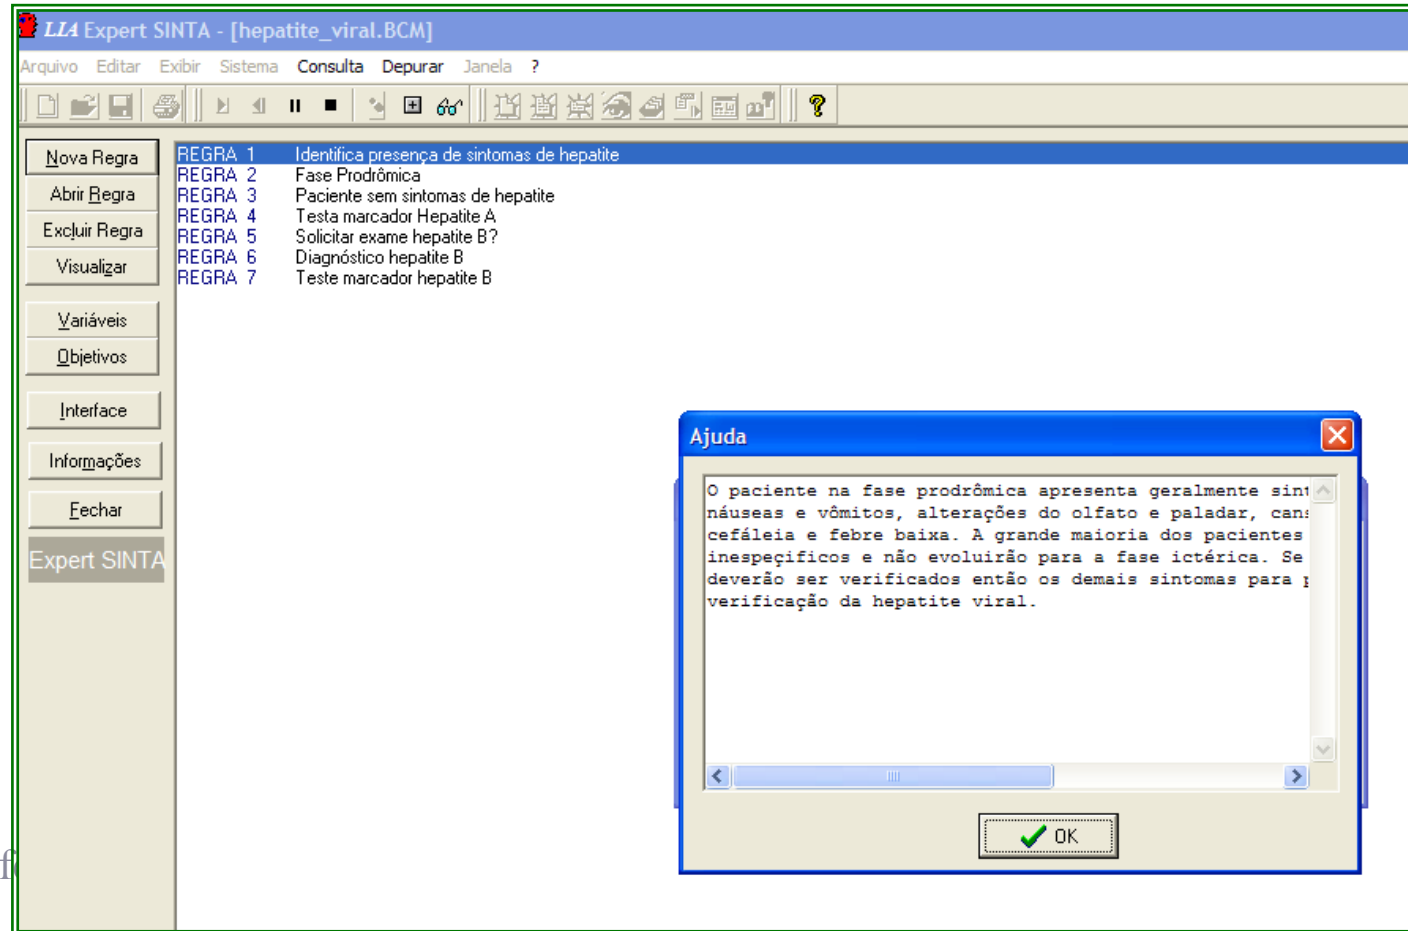 LIA Expert SINTA - [hepatite_viral.BCM]
Arquivo Editar Exibir Sistema Consulta Depurar Janela ?
Nova Regra
Abrir Regra
Excluir Regra
Visualizar
Variáveis
Objetivos
Interface
Informações
Fechar
Expert SINTA
REGRA 1 Identifica presença de sintomas de hepatite
REGRA 2 Fase Prodrômica
REGRA 3 Paciente sem sintomas de hepatite
REGRA 4 Testa marcador Hepatite A
REGRA 5 Solicitar exame hepatite B?
REGRA 6 Diagnóstico hepatite B
REGRA 7 Teste marcador hepatite B
Ajuda
O paciente na fase prodrômica apresenta geralmente
náuseas e vômitos, alterações do olfato e paladar,
cefáleia e febre baixa. A grande maioria dos pacientes
inespeçificos e não evoluirão para a fase ictérica. Se
deverão ser verificados então os demais sintomas para
verificação da hepatite viral.
OK